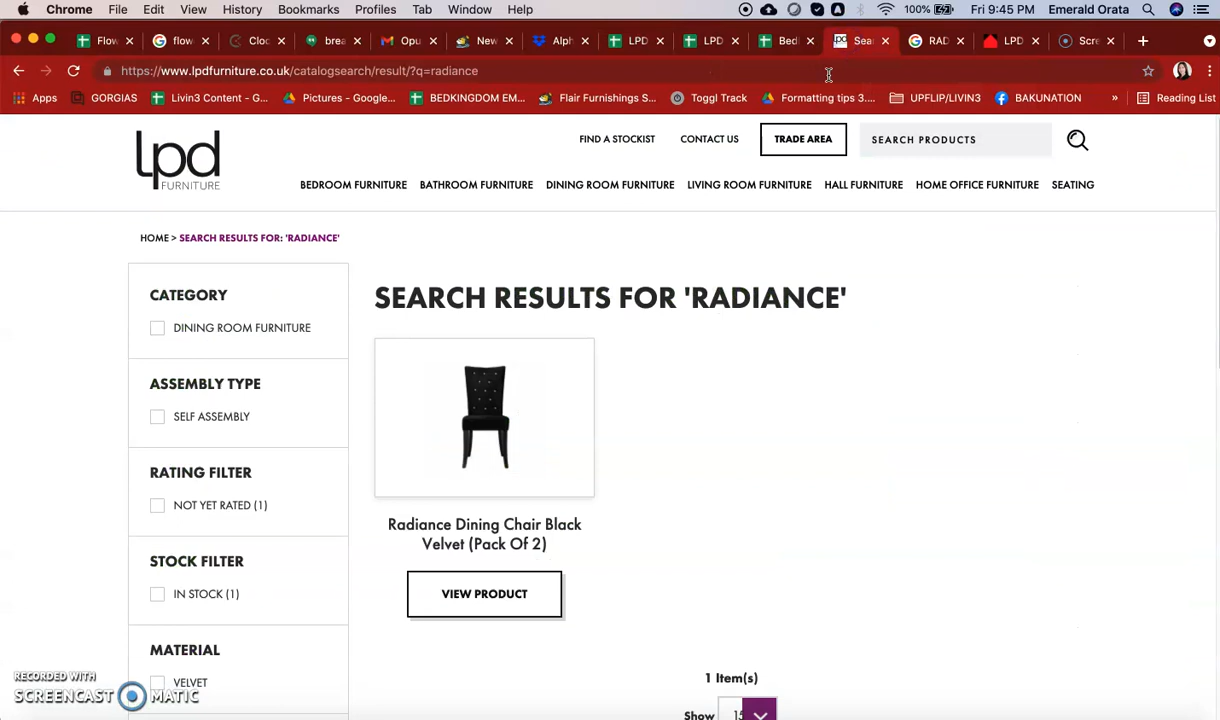 Chrome File Edit View History Bookmarks Profiles Tab Window Help 100% Fri 9:45 PM Emerald Orata
Flow flow Cloc brea Opu New Alph LPD LPD Bedl Sear RAD LPD Scre
https://www.lpdfurniture.co.uk/catalogsearch/result/?q=radiance
Apps GORGIAS Livin3 Content - G... Pictures - Google... BEDKINGDOM EM... Flair Furnishings S... Toggl Track Formatting tips 3.... UPFLIP/LIVIN3 BAKUNATION » Reading List
lpd
FURNITURE
FIND A STOCKIST CONTACT US TRADE AREA SEARCH PRODUCTS
BEDROOM FURNITURE BATHROOM FURNITURE DINING ROOM FURNITURE LIVING ROOM FURNITURE HALL FURNITURE HOME OFFICE FURNITURE SEATING
HOME > SEARCH RESULTS FOR: 'RADIANCE'
CATEGORY
DINING ROOM FURNITURE
ASSEMBLY TYPE
SELF ASSEMBLY
RATING FILTER
NOT YET RATED (1)
STOCK FILTER
IN STOCK (1)
MATERIAL
VELVET
SEARCH RESULTS FOR 'RADIANCE'
Radiance Dining Chair Black
Velvet (Pack Of 2)
VIEW PRODUCT
1 Item(s)
Show 15
RECORDED WITH
SCREENCAST MATIC